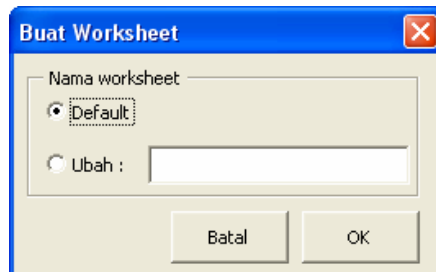 Buat Worksheet
Nama worksheet
Default
Ubah :
Batal OK